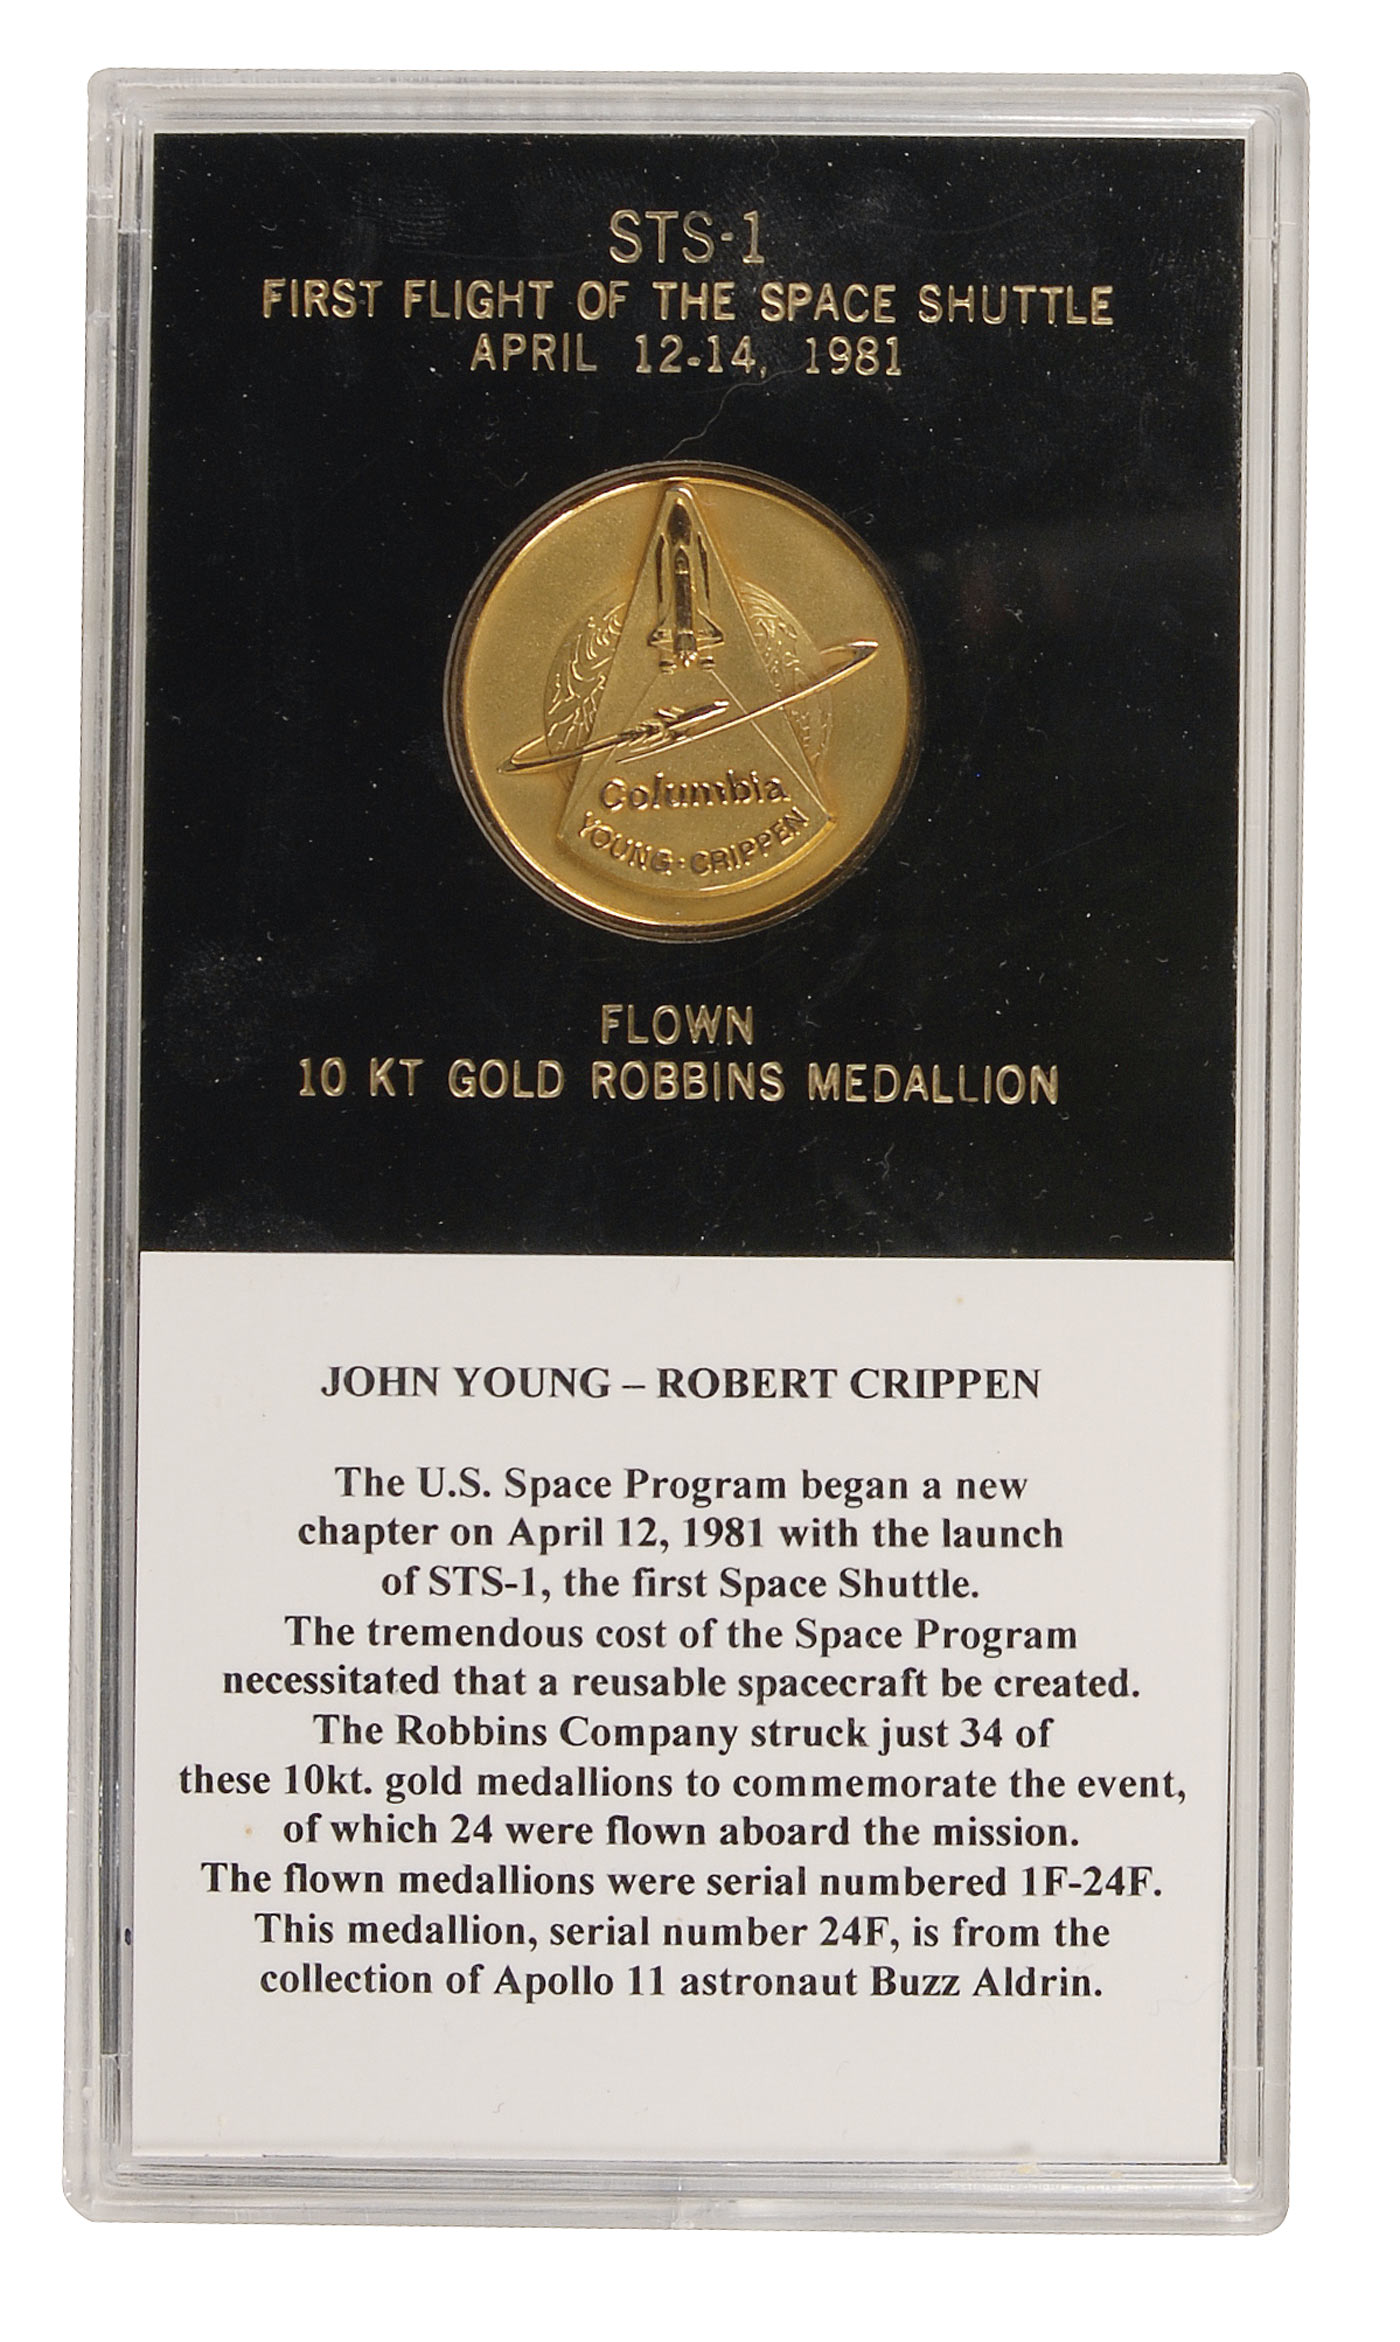 STS-1
FIRST FLIGHT OF THE SPACE SHUTTLE
APRIL 12-14, 1981
Columbia
YOUNG·CRIPPEN
FLOWN
10 KT GOLD ROBBINS MEDALLION
JOHN YOUNG – ROBERT CRIPPEN
The U.S. Space Program began a new
chapter on April 12, 1981 with the launch
of STS-1, the first Space Shuttle.
The tremendous cost of the Space Program
necessitated that a reusable spacecraft be created.
The Robbins Company struck just 34 of
these 10kt. gold medallions to commemorate the event,
of which 24 were flown aboard the mission.
The flown medallions were serial numbered 1F-24F.
This medallion, serial number 24F, is from the
collection of Apollo 11 astronaut Buzz Aldrin.